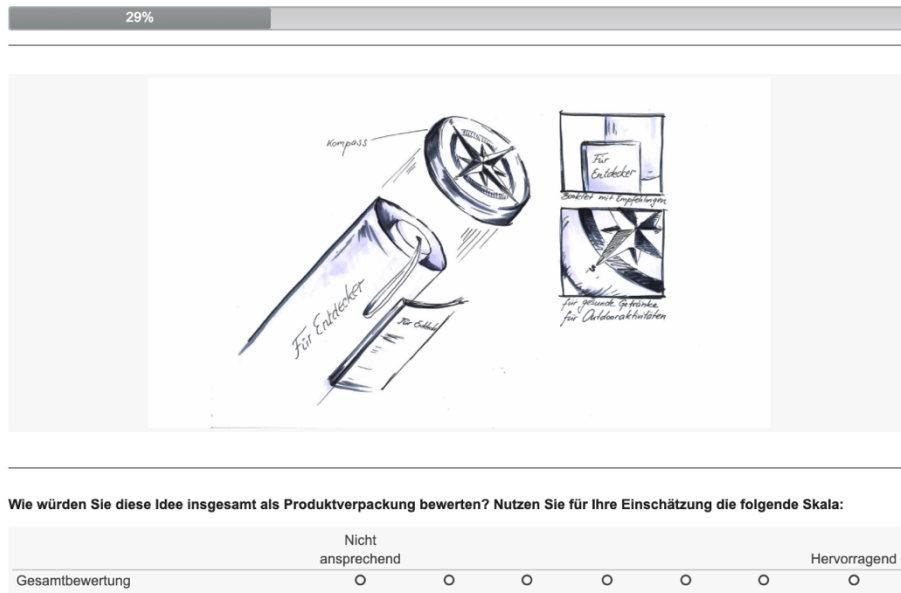 29%
Kompass
Für Entdecker
Für
Für
Entdecker
Booklet mit Empfehlungen
für gesunde Getränke
für Outdooraktivitäten
Wie würden Sie diese Idee insgesamt als Produktverpackung bewerten? Nutzen Sie für Ihre Einschätzung die folgende Skala:
Nicht
ansprechend
Hervorragend
Gesamtbewertung